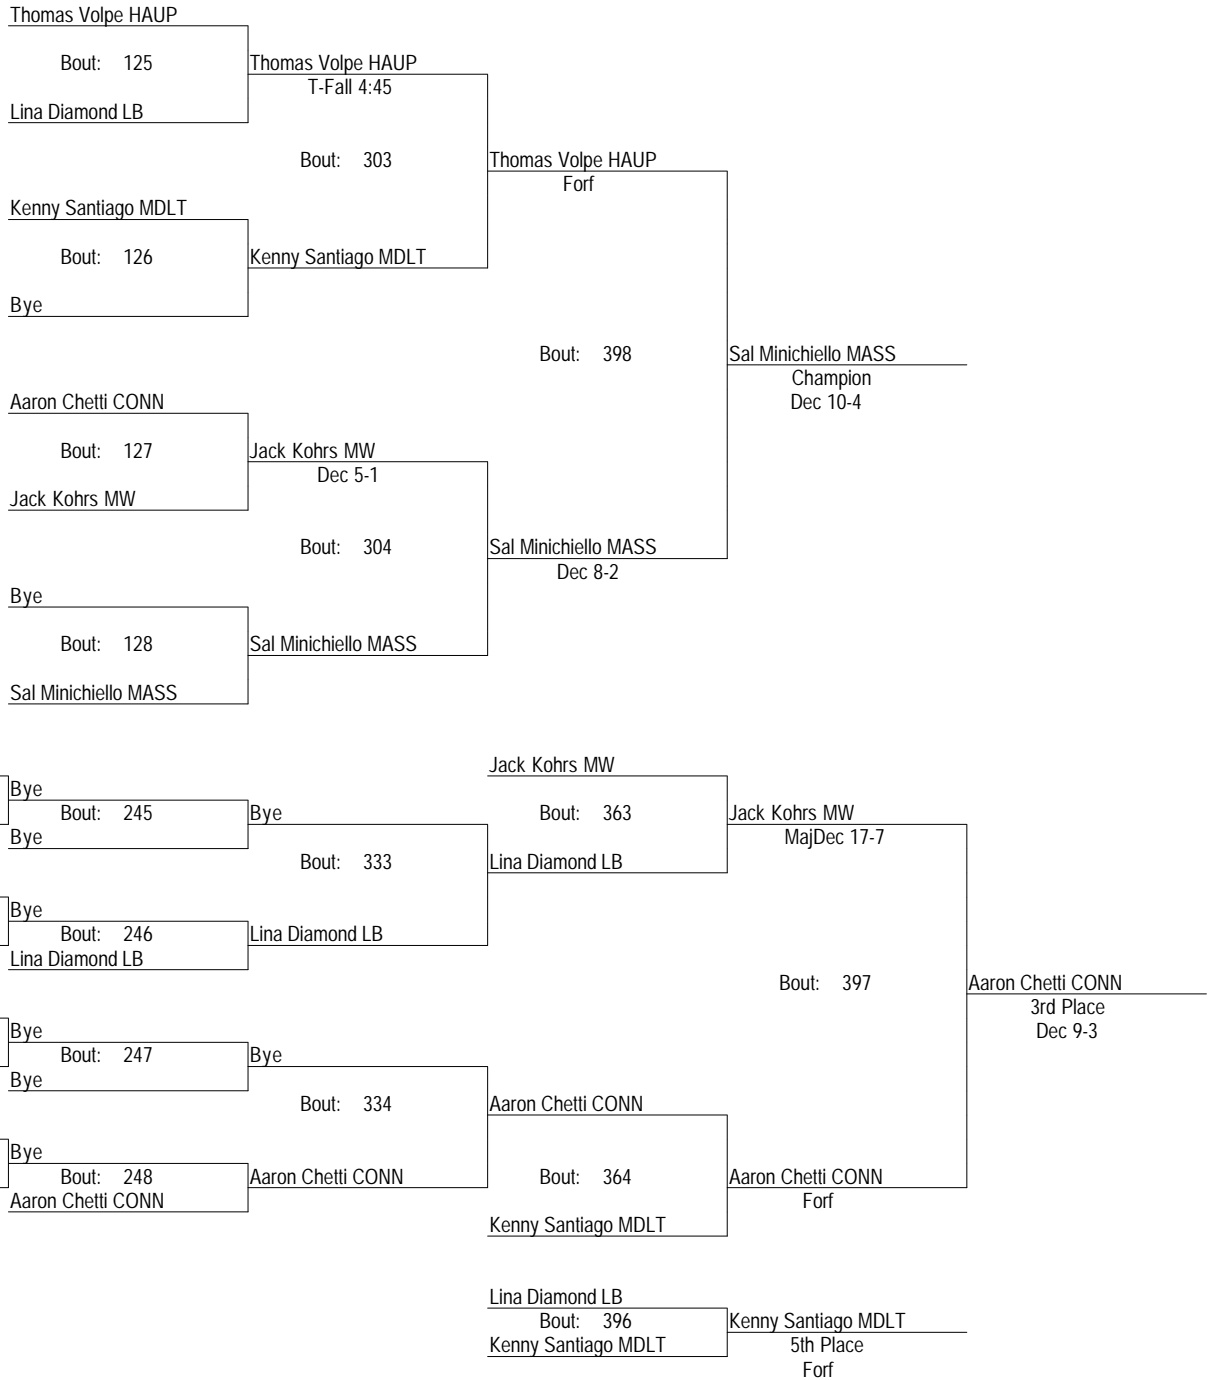 Thomas Volpe HAUP
Bout: 125
Thomas Volpe HAUP
T-Fall 4:45
Lina Diamond LB
Bout: 303
Thomas Volpe HAUP
Forf
Kenny Santiago MDLT
Bout: 126
Kenny Santiago MDLT
Bye
Bout: 398
Sal Minichiello MASS
Champion
Dec 10-4
Aaron Chetti CONN
Bout: 127
Jack Kohrs MW
Dec 5-1
Jack Kohrs MW
Bout: 304
Sal Minichiello MASS
Dec 8-2
Bye
Bout: 128
Sal Minichiello MASS
Sal Minichiello MASS
Jack Kohrs MW
Bye
Bout: 245
Bye
Bout: 363
Jack Kohrs MW
MajDec 17-7
Bye
Bout: 333
Lina Diamond LB
Bye
Bout: 246
Lina Diamond LB
Lina Diamond LB
Bout: 397
Aaron Chetti CONN
3rd Place
Dec 9-3
Bye
Bout: 247
Bye
Bye
Bout: 334
Aaron Chetti CONN
Bye
Bout: 248
Aaron Chetti CONN
Bout: 364
Aaron Chetti CONN
Forf
Aaron Chetti CONN
Kenny Santiago MDLT
Lina Diamond LB
Bout: 396
Kenny Santiago MDLT
5th Place
Forf
Kenny Santiago MDLT